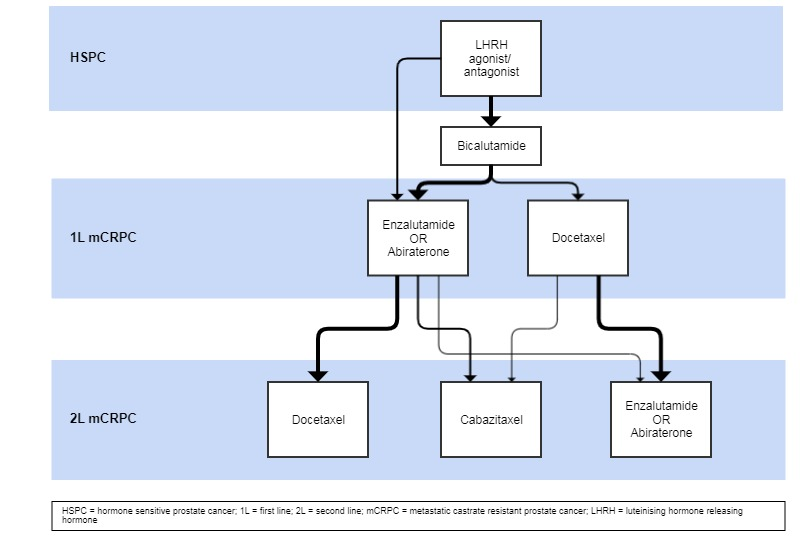 HSPC
LHRH
agonist/
antagonist
Bicalutamide
1L mCRPC
Enzalutamide
OR
Abiraterone
Docetaxel
2L mCRPC
Docetaxel
Cabazitaxel
Enzalutamide
OR
Abiraterone
HSPC = hormone sensitive prostate cancer; 1L = first line; 2L = second line; mCRPC = metastatic castrate resistant prostate cancer; LHRH = luteinising hormone releasing
hormone